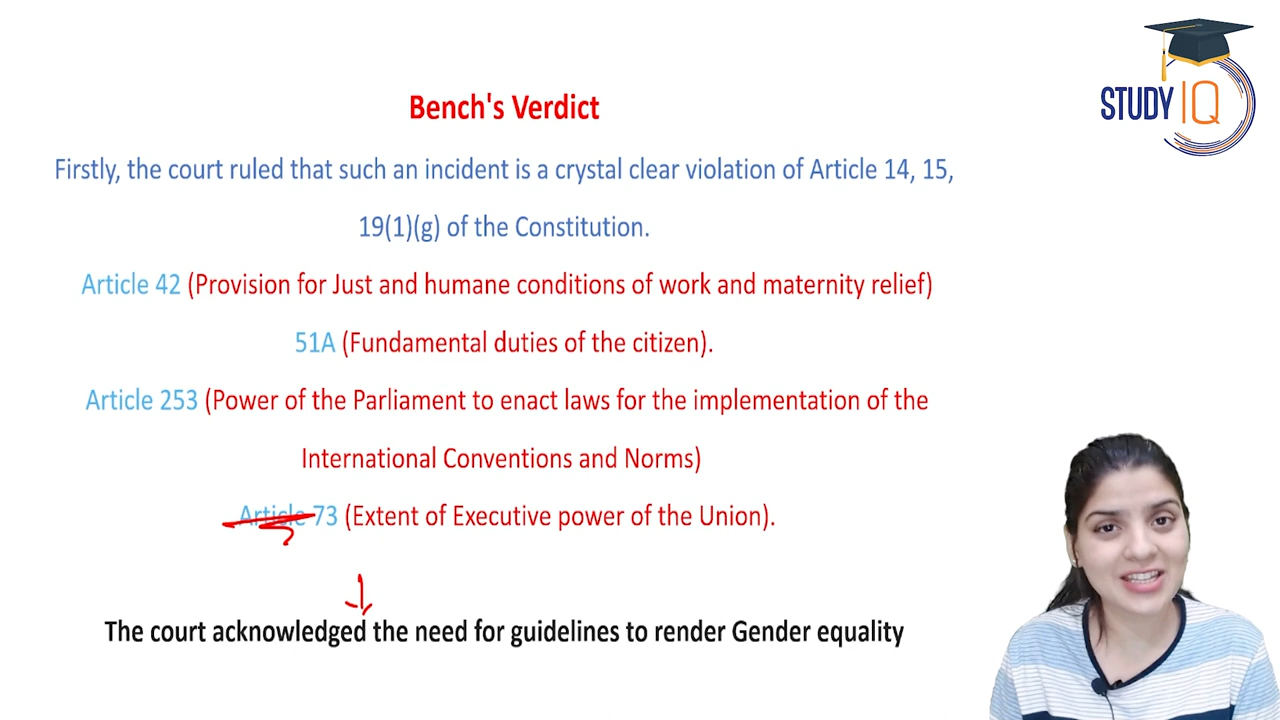 STUDY IQ
Bench's Verdict
Firstly, the court ruled that such an incident is a crystal clear violation of Article 14, 15,
19(1)(g) of the Constitution.
Article 42 (Provision for Just and humane conditions of work and maternity relief)
51A (Fundamental duties of the citizen).
Article 253 (Power of the Parliament to enact laws for the implementation of the
International Conventions and Norms)
Article 73 (Extent of Executive power of the Union).
The court acknowledged the need for guidelines to render Gender equality